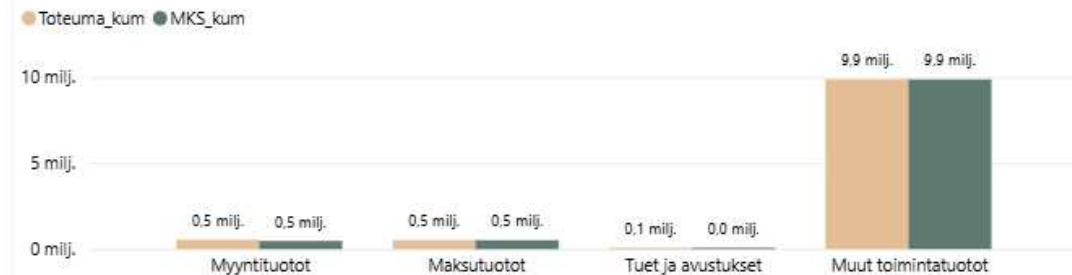 Toteuma_kum MKS_kum
9,9 milj. 9,9 milj.
10 milj.
5 milj.
0,5 milj. 0,5 milj. 0,5 milj. 0,5 milj. 0,1 milj. 0,0 milj.
0 milj.
Myyntituotot Maksutuotot Tuet ja avustukset Muut toimintatuotot